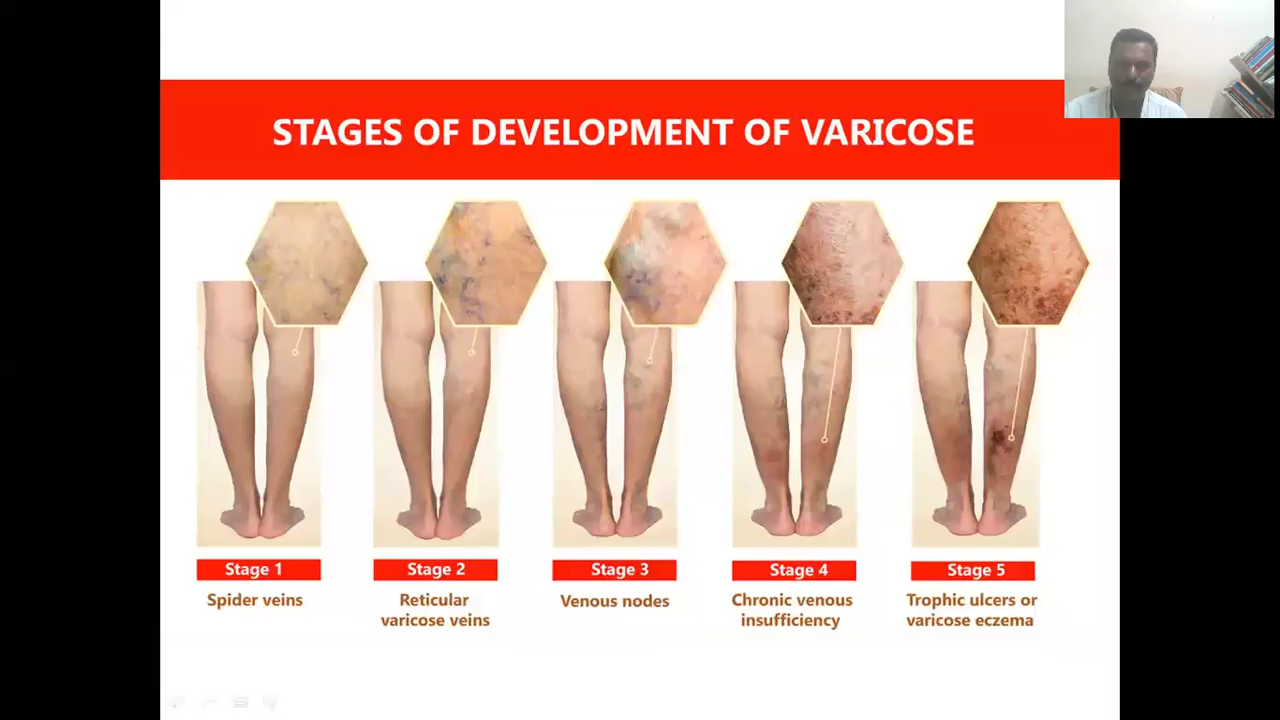 STAGES OF DEVELOPMENT OF VARICOSE
Stage 1
Spider veins
Stage 2
Reticular
varicose veins
Stage 3
Venous nodes
Stage 4
Chronic venous
insufficiency
Stage 5
Trophic ulcers or
varicose eczema